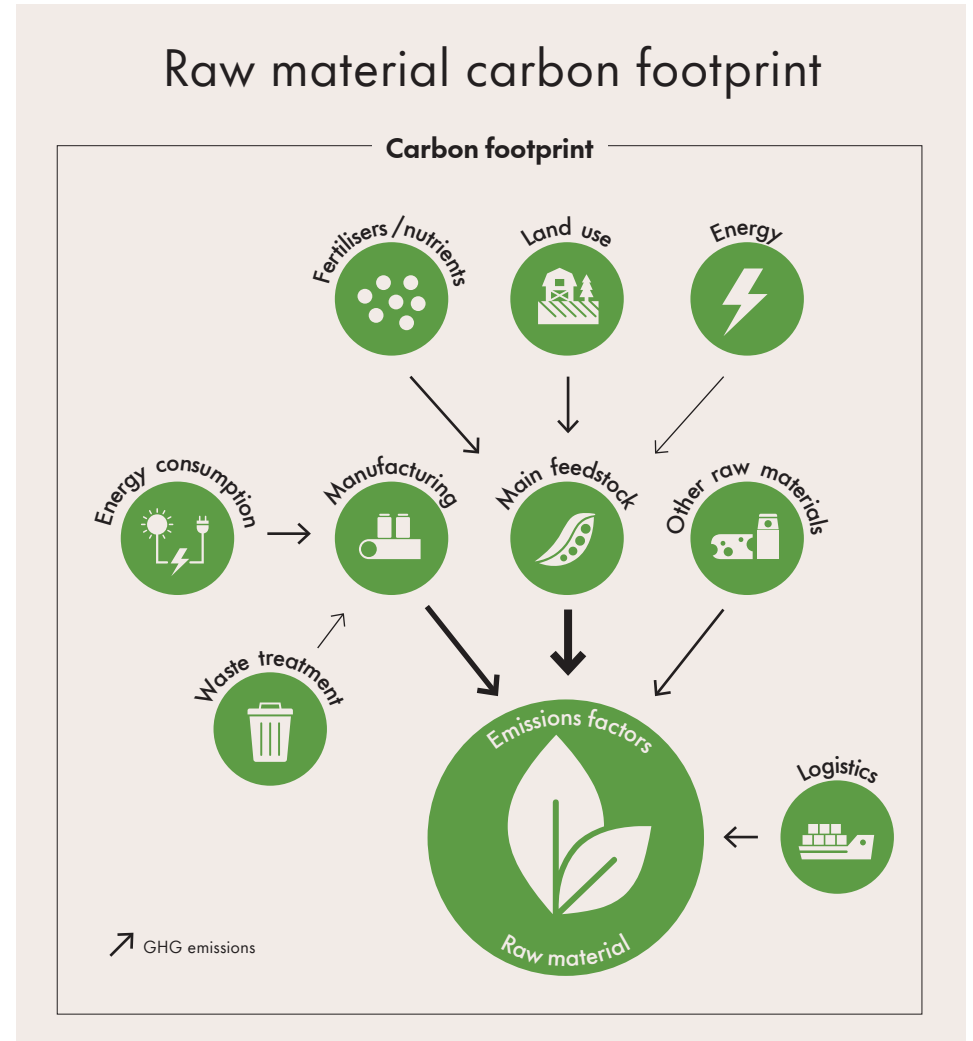 Raw material carbon footprint
Carbon footprint
Fertilisers/nutrients
Land use
Energy
Energy consumption
Manufacturing
Main feedstock
Other raw materials
Waste treatment
Emissions factors
Raw material
Logistics
GHG emissions